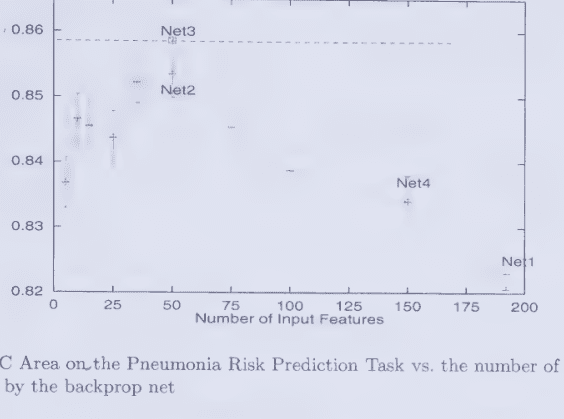 0.86
Net3
0.85
Net2
0.84
Net4
0.83
Net1
0.82
0 25 50 75 100 125 150 175 200
Number of Input Features
C Area on the Pneumonia Risk Prediction Task vs. the number of
by the backprop net